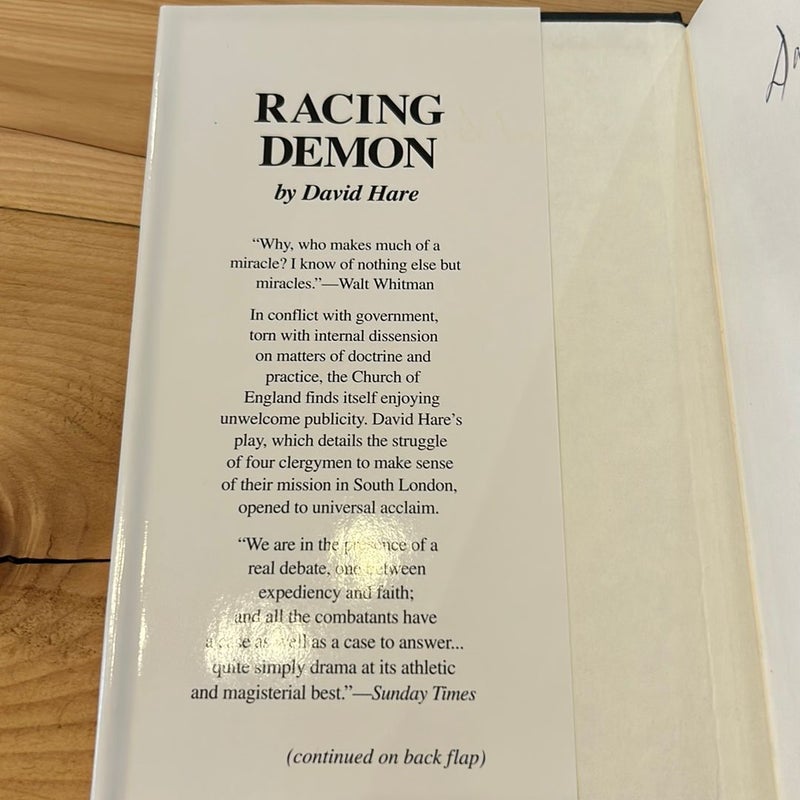 RACING
DEMON
by David Hare
“Why, who makes much of a
miracle? I know of nothing else but
miracles.”—Walt Whitman
In conflict with government,
torn with internal dissension
on matters of doctrine and
practice, the Church of
England finds itself enjoying
unwelcome publicity. David Hare’s
play, which details the struggle
of four clergymen to make sense
of their mission in South London,
opened to universal acclaim.
“We are in the presence of a
real debate, one between
expediency and faith;
and all the combatants have
a case as well as a case to answer...
quite simply drama at its athletic
and magisterial best.”—Sunday Times
(continued on back flap)